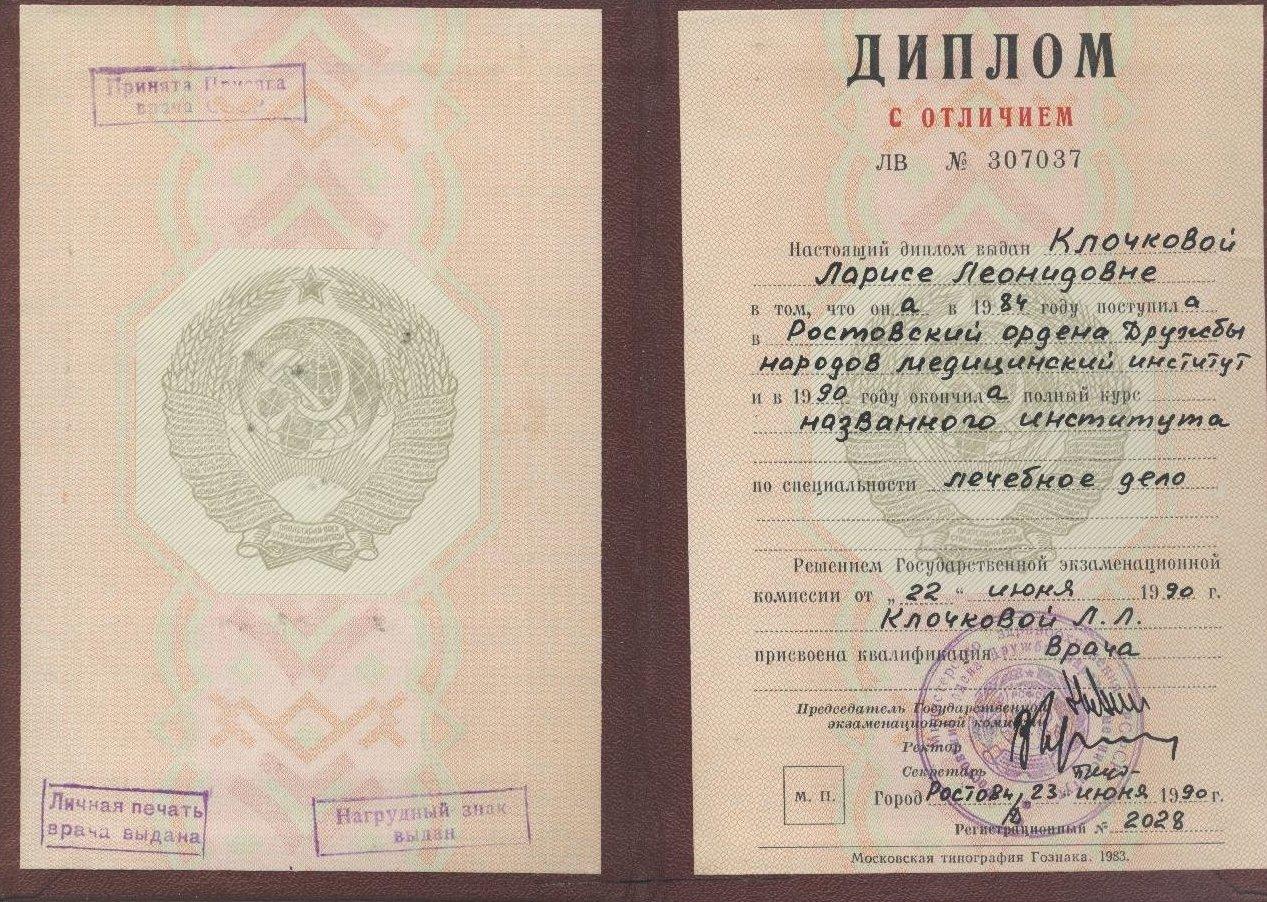 Принята Присяга
врача
Личная печать
врача выдана
Нагрудный знак
выдан
ДИПЛОМ
С ОТЛИЧИЕМ
ЛВ № 307037
Настоящий диплом выдан Клочковой
Ларисе Леонидовне
в том, что она в 1984 году поступила
в Ростовский ордена Дружбы
народов медицинский институт
и в 1990 году окончила полный курс
названного института
по специальности лечебное дело
Решением Государственной экзаменационной
комиссии от „22“ июня 1990 г.
Клочковой Л.Л.
присвоена квалификация Врача
Председатель Государственной
экзаменационной комиссии
Ректор
Секретарь
М. П.
Город Ростов н/Д, 23 июня 1990 г.
Регистрационный № 2028
Московская типография Гознака. 1983.